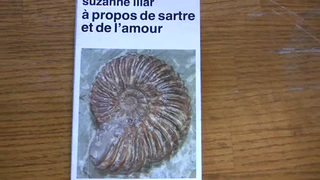 suzanne lilar
à propos de sartre
et de l'amour